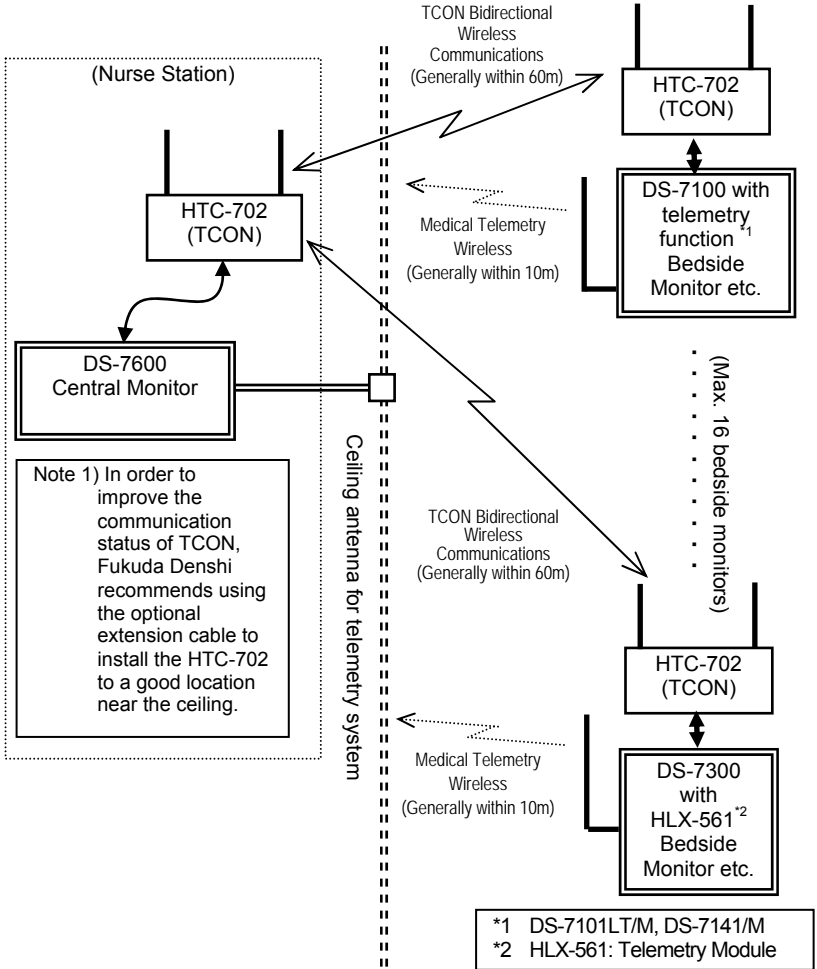 TCON Bidirectional
Wireless
Communications
(Generally within 60m)
(Nurse Station)
HTC-702
(TCON)
HTC-702
(TCON)
DS-7100 with
telemetry
function *1
Bedside
Monitor etc.
Medical Telemetry
Wireless
(Generally within 10m)
DS-7600
Central Monitor
(Max. 16 bedside monitors)
Ceiling antenna for telemetry system
Note 1) In order to
improve the
communication
status of TCON,
Fukuda Denshi
recommends using
the optional
extension cable to
install the HTC-702
to a good location
near the ceiling.
TCON Bidirectional
Wireless
Communications
(Generally within 60m)
HTC-702
(TCON)
Medical Telemetry
Wireless
(Generally within 10m)
DS-7300
with
HLX-561*2
Bedside
Monitor etc.
*1 DS-7101LT/M, DS-7141/M
*2 HLX-561: Telemetry Module